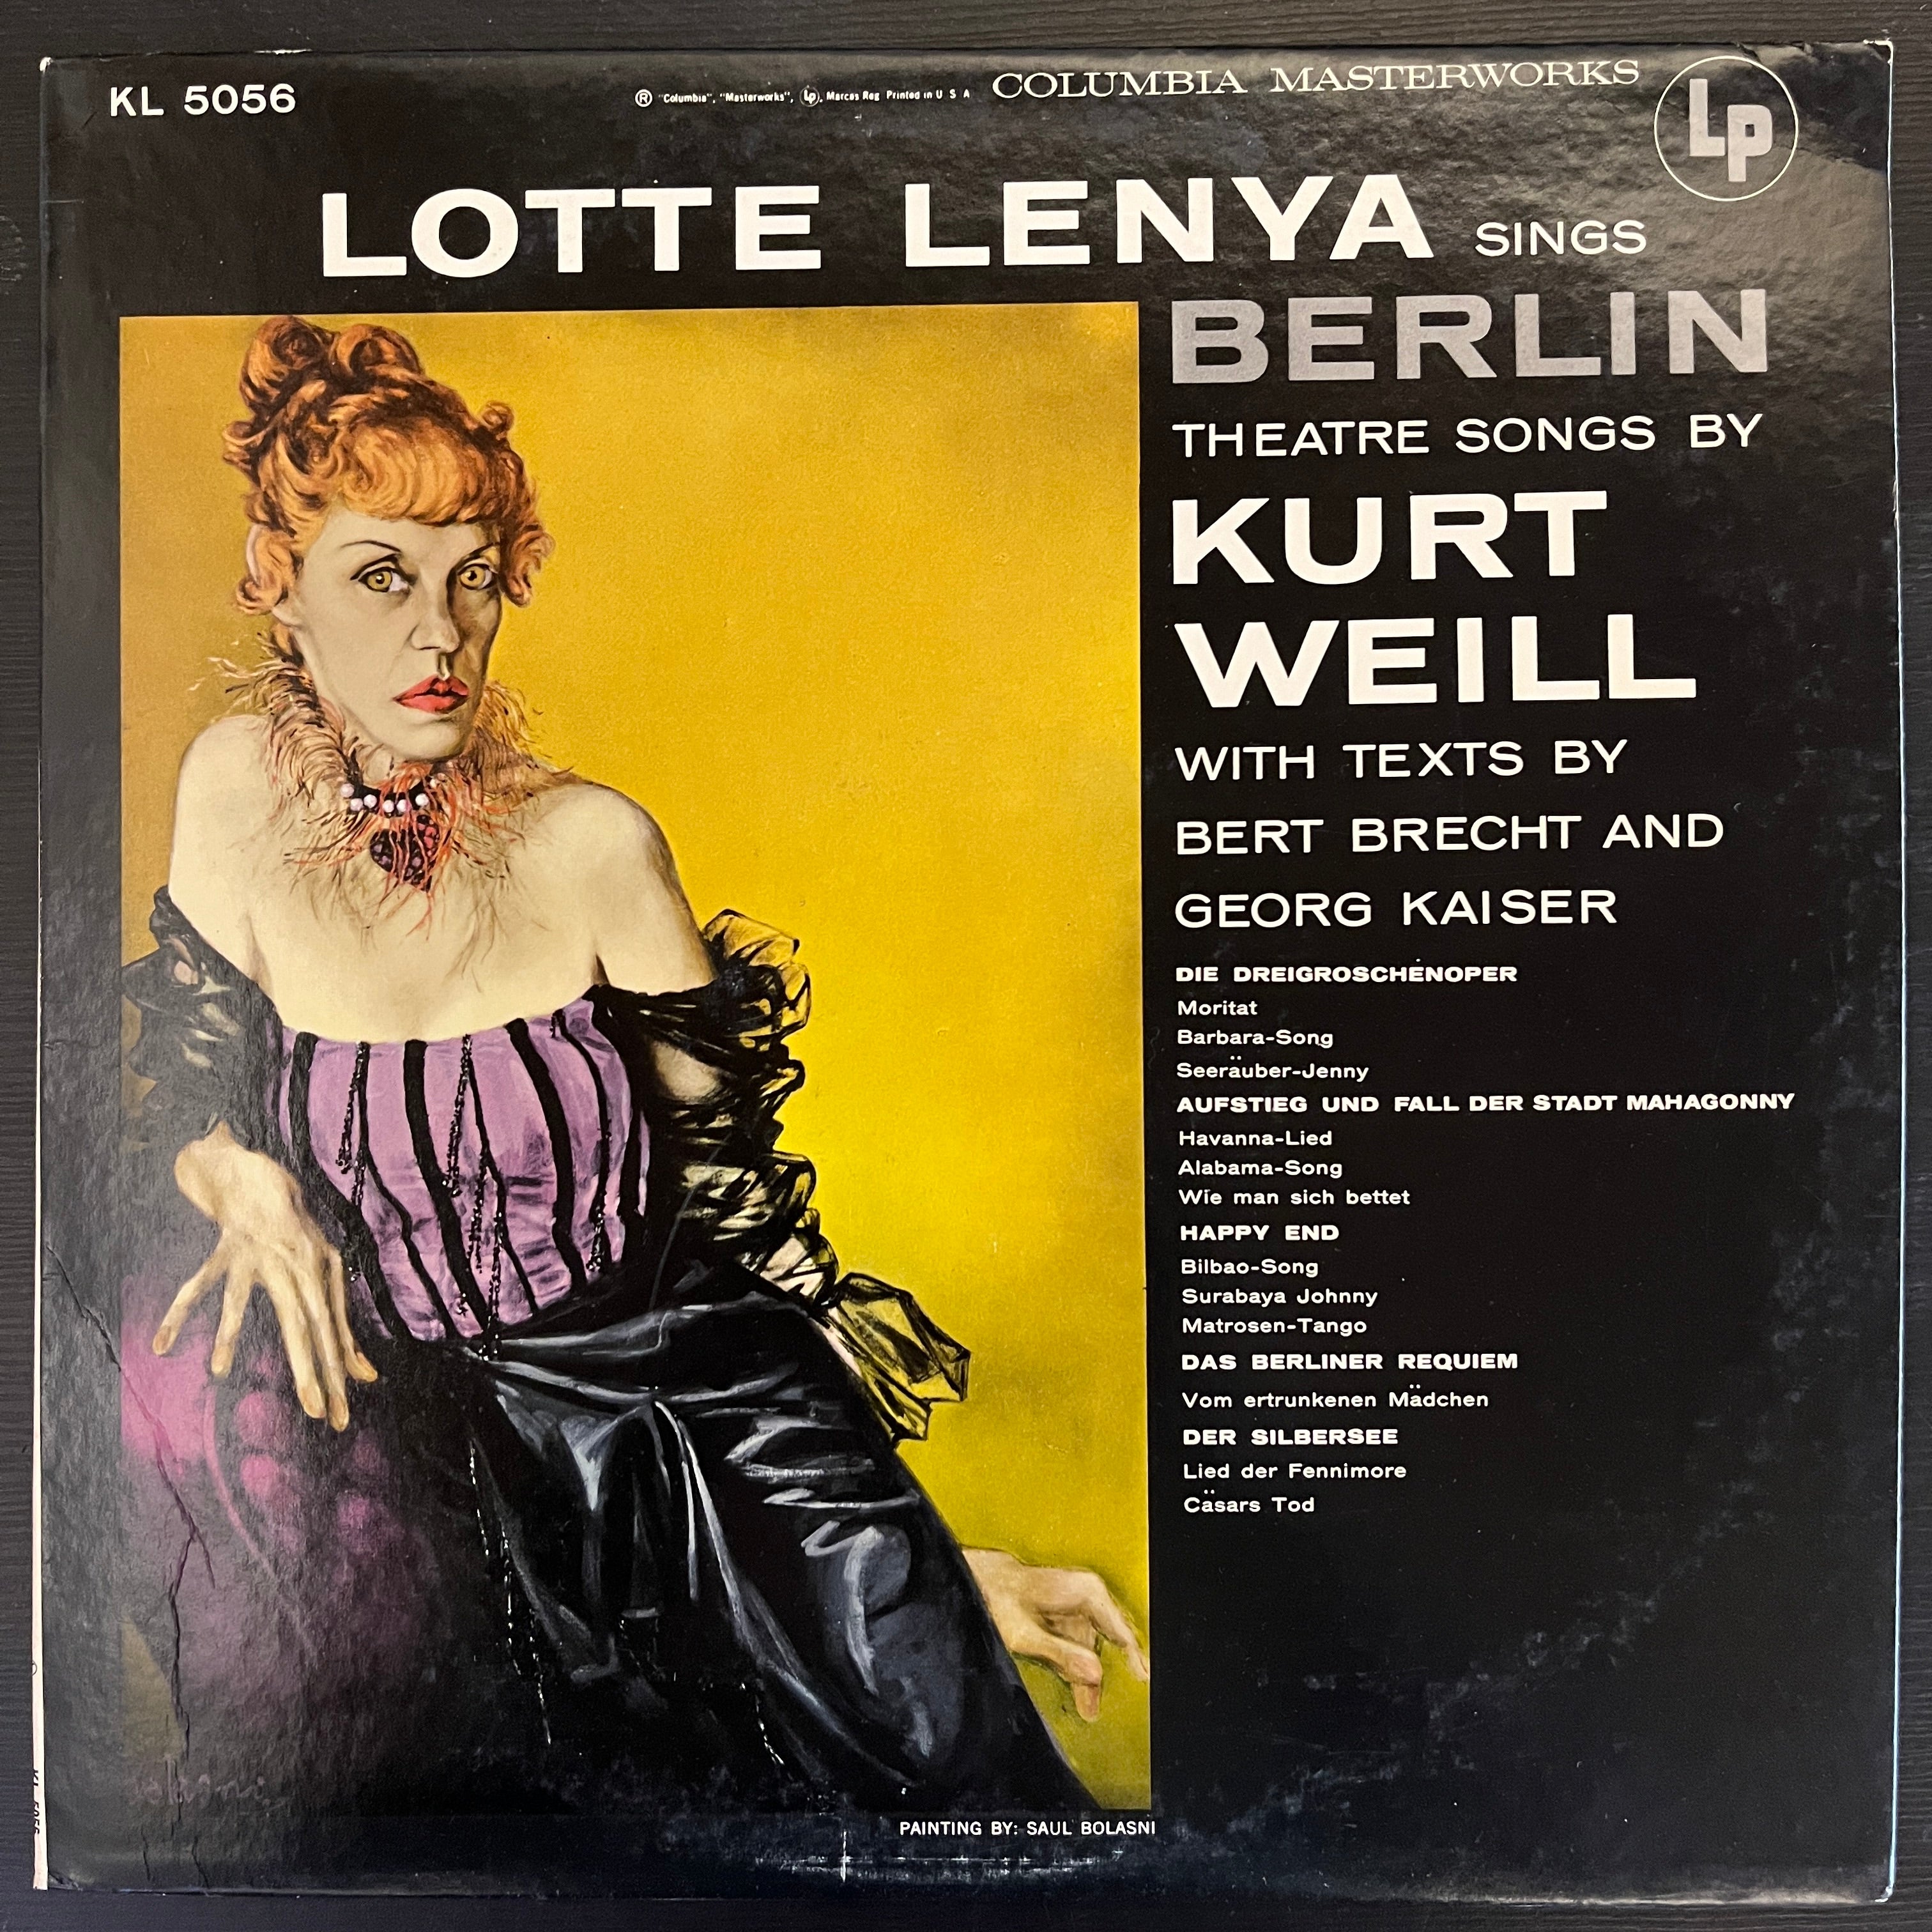 KL 5056
Ⓡ "Columbia", "Masterworks", Lp, Marcas Reg Printed in U S A
COLUMBIA MASTERWORKS
Lp
LOTTE LENYA SINGS
BERLIN
THEATRE SONGS BY
KURT
WEILL
WITH TEXTS BY
BERT BRECHT AND
GEORG KAISER
DIE DREIGROSCHENOPER
Moritat
Barbara-Song
Seeräuber-Jenny
AUFSTIEG UND FALL DER STADT MAHAGONNY
Havanna-Lied
Alabama-Song
Wie man sich bettet
HAPPY END
Bilbao-Song
Surabaya Johnny
Matrosen-Tango
DAS BERLINER REQUIEM
Vom ertrunkenen Mädchen
DER SILBERSEE
Lied der Fennimore
Cäsars Tod
PAINTING BY: SAUL BOLASNI